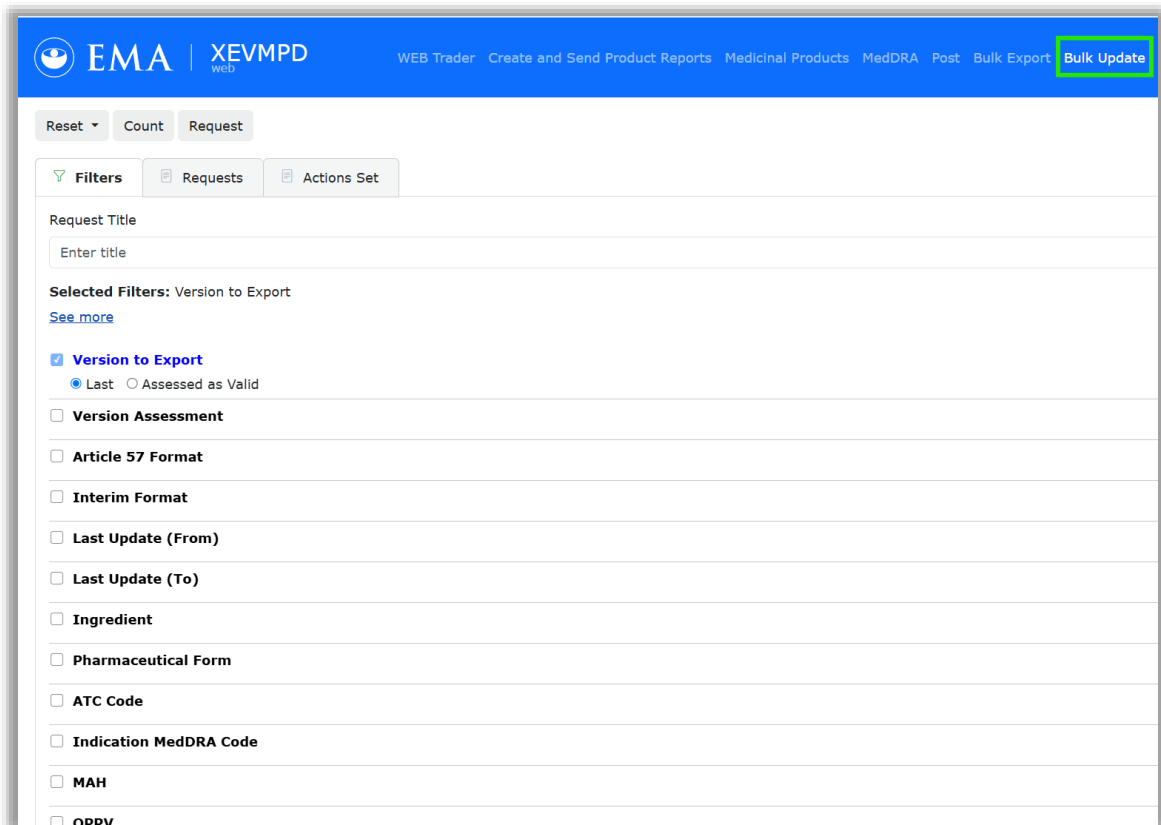 EMA XEVMPD
web
WEB Trader Create and Send Product Reports Medicinal Products MedDRA Post Bulk Export Bulk Update
Reset Count Request
Filters Requests Actions Set
Request Title
Enter title
Selected Filters: Version to Export
See more
Version to Export
Last Assessed as Valid
Version Assessment
Article 57 Format
Interim Format
Last Update (From)
Last Update (To)
Ingredient
Pharmaceutical Form
ATC Code
Indication MedDRA Code
MAH
QPPV